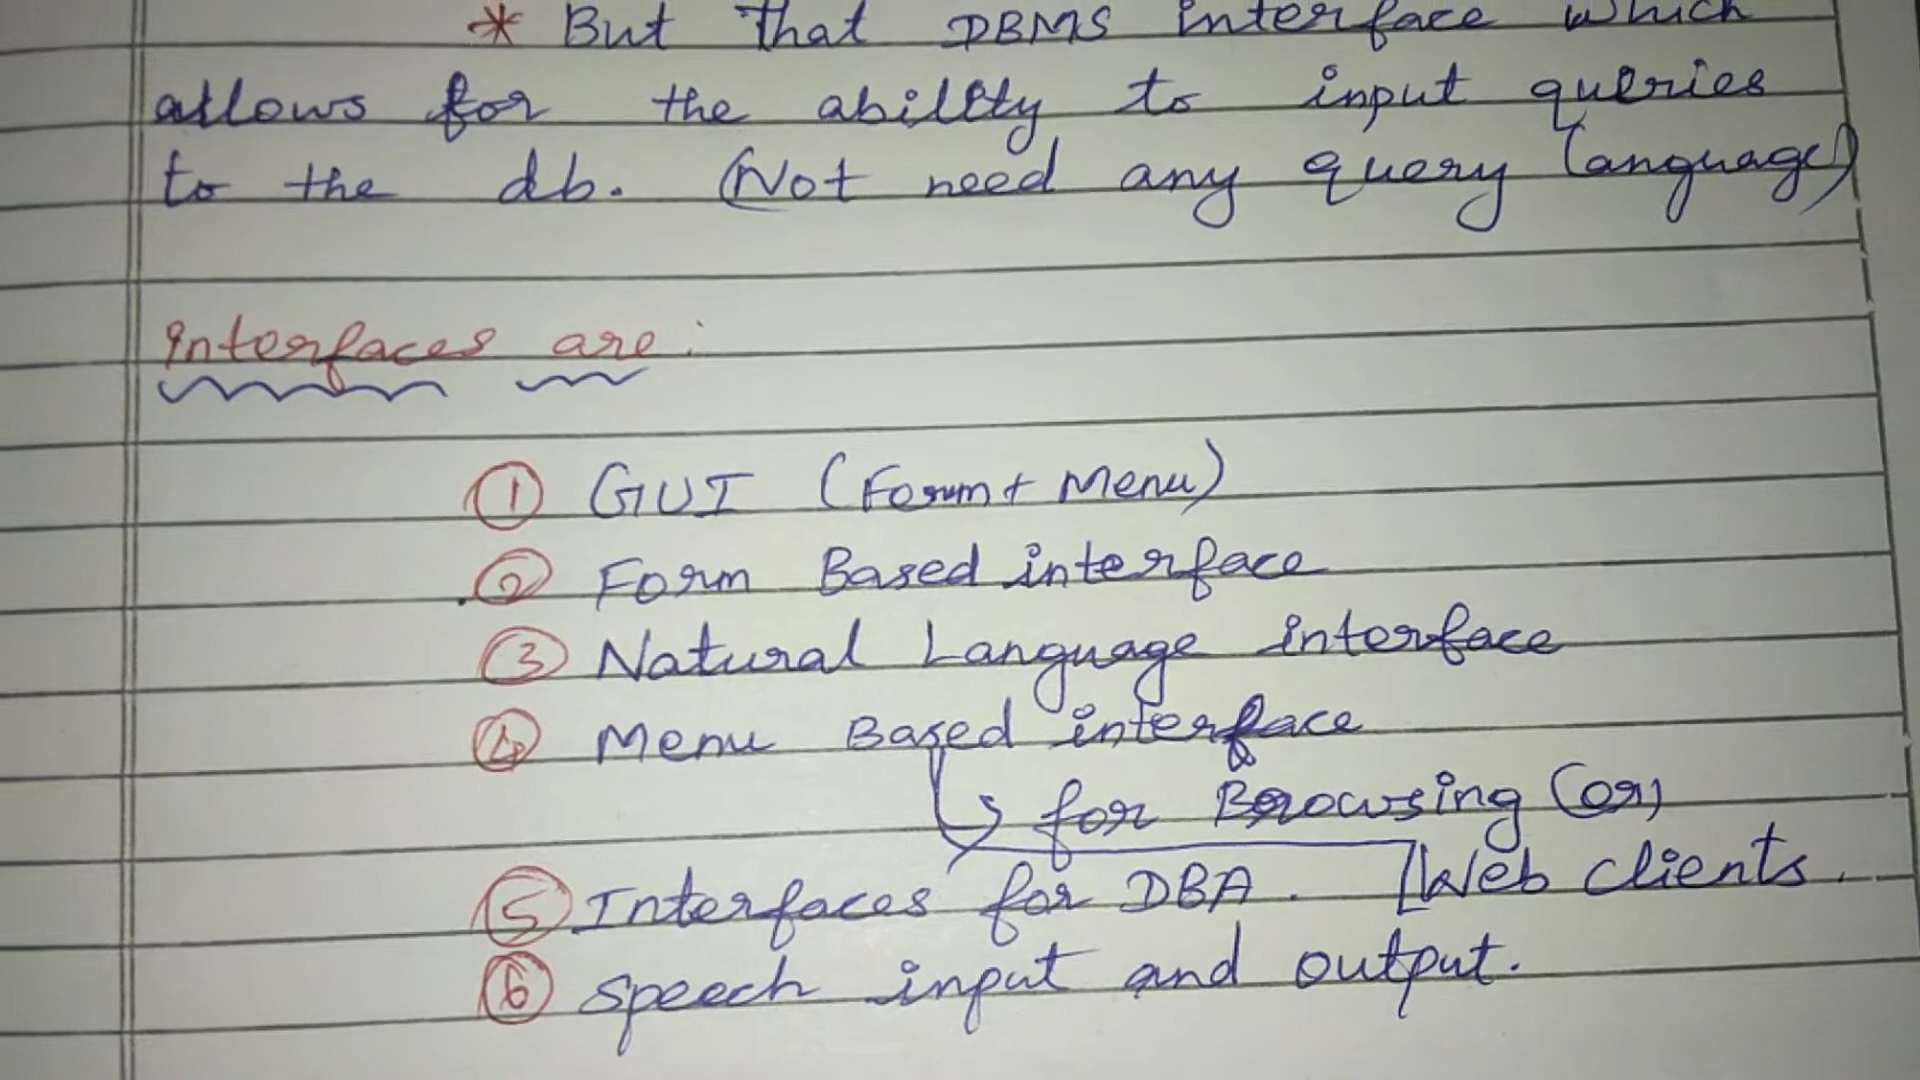 * But that DBMS interface which
allows for the ability to input queries
to the db. (Not need any query language)
Interfaces are:
① GUI (Form + Menu)
② Form Based interface
③ Natural Language interface
④ Menu Based interface
↳ for Browsing (or)
⑤ Interfaces for DBA. [Web clients.
⑥ speech input and output.